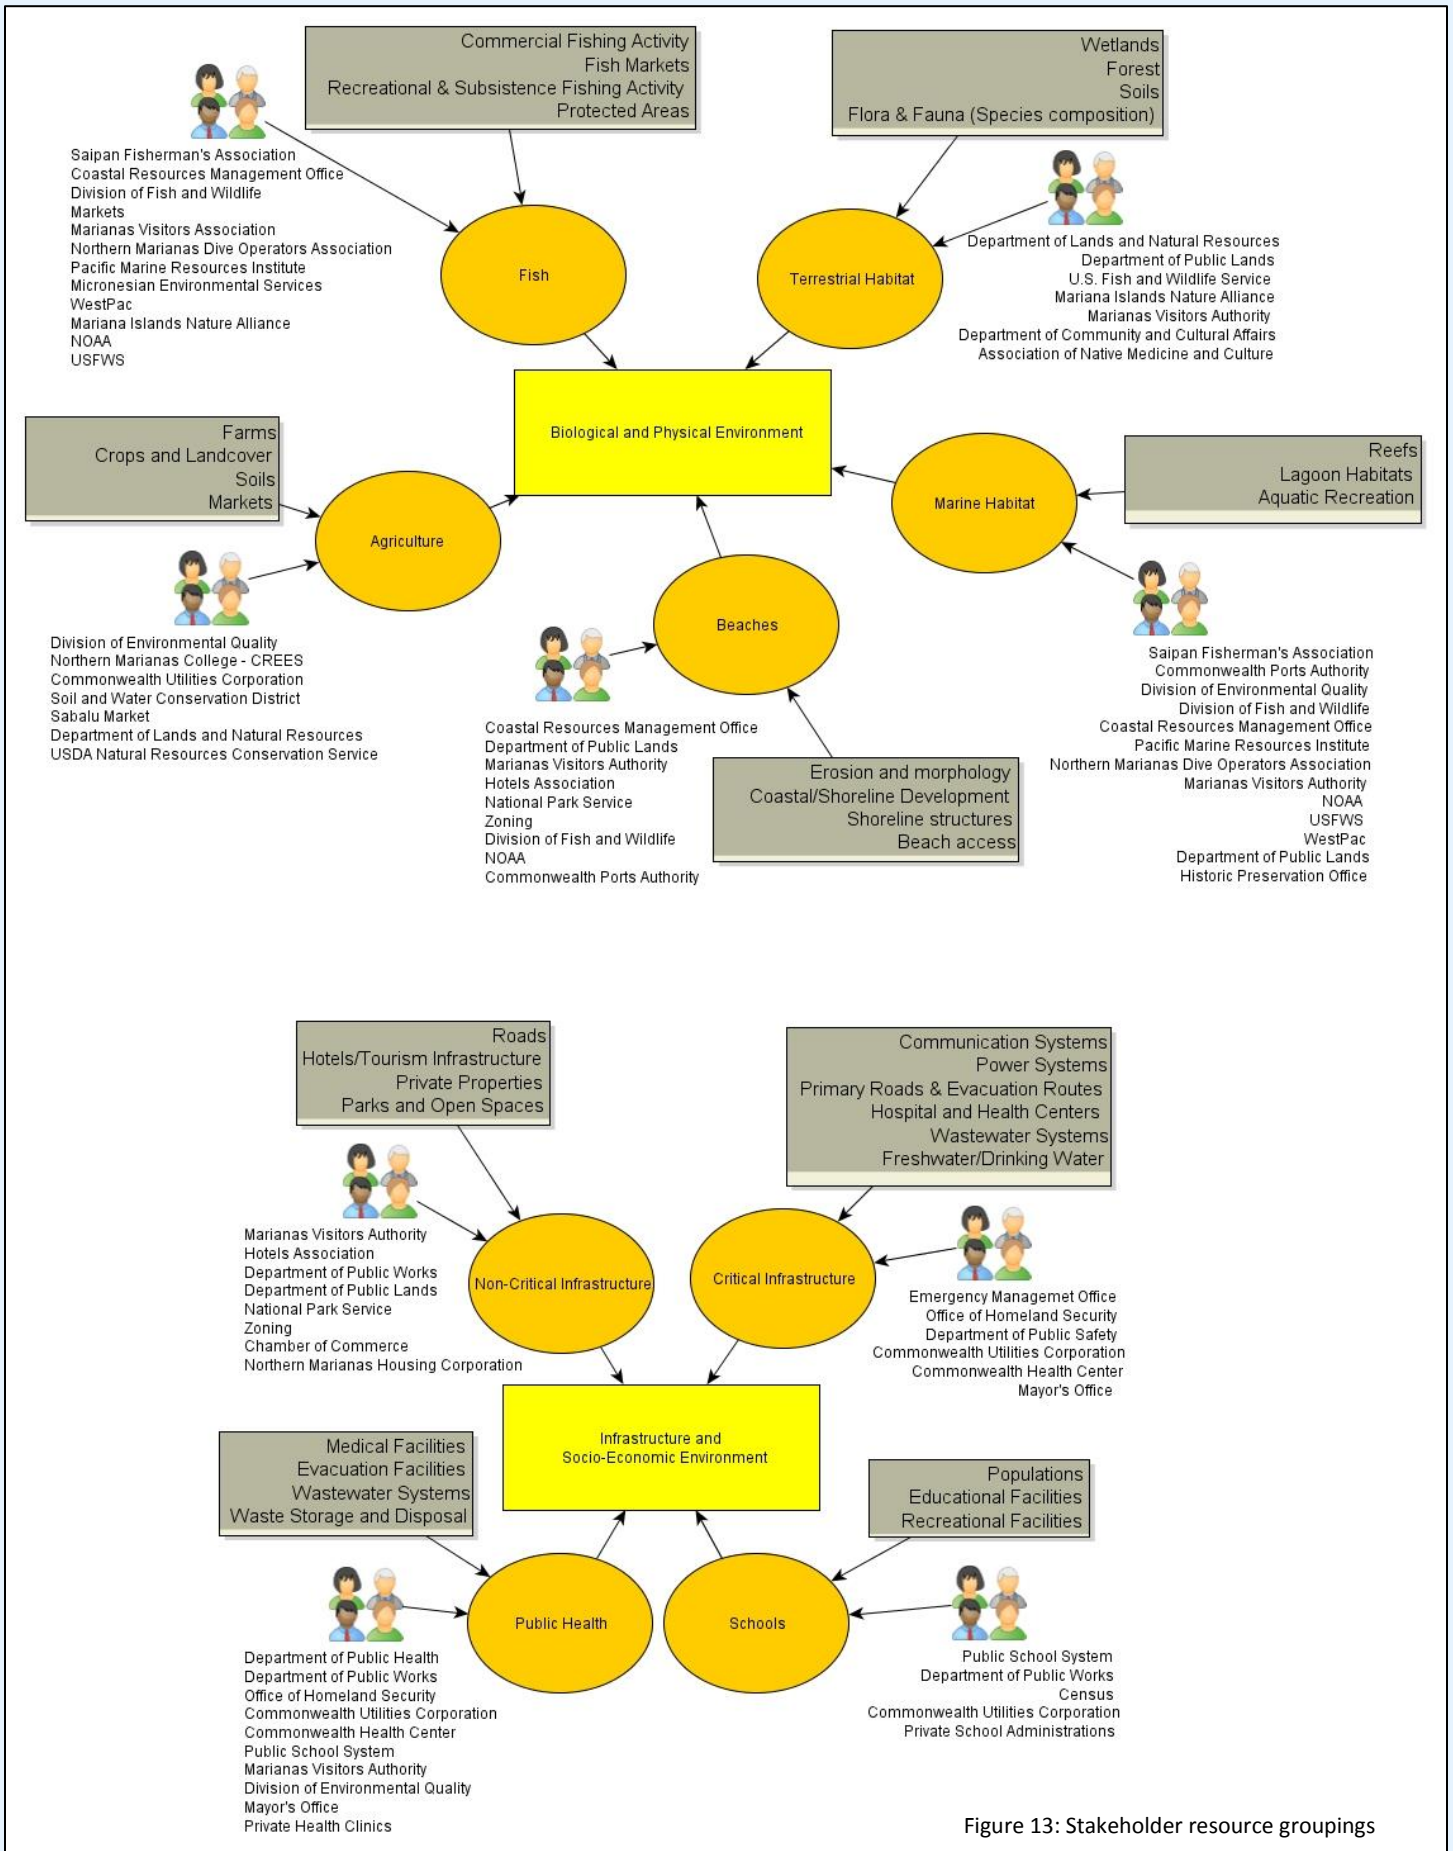 Commercial Fishing Activity
Fish Markets
Recreational & Subsistence Fishing Activity
Protected Areas
Wetlands
Forest
Soils
Flora & Fauna (Species composition)
Saipan Fisherman's Association
Coastal Resources Management Office
Division of Fish and Wildlife
Markets
Marianas Visitors Association
Northern Marianas Dive Operators Association
Pacific Marine Resources Institute
Micronesian Environmental Services
WestPac
Mariana Islands Nature Alliance
NOAA
USFWS
Fish
Terrestrial Habitat
Department of Lands and Natural Resources
Department of Public Lands
U.S. Fish and Wildlife Service
Mariana Islands Nature Alliance
Marianas Visitors Authority
Department of Community and Cultural Affairs
Association of Native Medicine and Culture
Biological and Physical Environment
Farms
Crops and Landcover
Soils
Markets
Agriculture
Division of Environmental Quality
Northern Marianas College - CREES
Commonwealth Utilities Corporation
Soil and Water Conservation District
Sabalu Market
Department of Lands and Natural Resources
USDA Natural Resources Conservation Service
Marine Habitat
Reefs
Lagoon Habitats
Aquatic Recreation
Beaches
Coastal Resources Management Office
Department of Public Lands
Marianas Visitors Authority
Hotels Association
National Park Service
Zoning
Division of Fish and Wildlife
NOAA
Commonwealth Ports Authority
Erosion and morphology
Coastal/Shoreline Development
Shoreline structures
Beach access
Saipan Fisherman's Association
Commonwealth Ports Authority
Division of Environmental Quality
Division of Fish and Wildlife
Coastal Resources Management Office
Pacific Marine Resources Institute
Northern Marianas Dive Operators Association
Marianas Visitors Authority
NOAA
USFWS
WestPac
Department of Public Lands
Historic Preservation Office
Roads
Hotels/Tourism Infrastructure
Private Properties
Parks and Open Spaces
Communication Systems
Power Systems
Primary Roads & Evacuation Routes
Hospital and Health Centers
Wastewater Systems
Freshwater/Drinking Water
Marianas Visitors Authority
Hotels Association
Department of Public Works
Department of Public Lands
National Park Service
Zoning
Chamber of Commerce
Northern Marianas Housing Corporation
Non-Critical Infrastructure
Critical Infrastructure
Emergency Managemet Office
Office of Homeland Security
Department of Public Safety
Commonwealth Utilities Corporation
Commonwealth Health Center
Mayor's Office
Infrastructure and
Socio-Economic Environment
Medical Facilities
Evacuation Facilities
Wastewater Systems
Waste Storage and Disposal
Populations
Educational Facilities
Recreational Facilities
Public Health
Schools
Department of Public Health
Department of Public Works
Office of Homeland Security
Commonwealth Utilities Corporation
Commonwealth Health Center
Public School System
Marianas Visitors Authority
Division of Environmental Quality
Mayor's Office
Private Health Clinics
Public School System
Department of Public Works
Census
Commonwealth Utilities Corporation
Private School Administrations
Figure 13: Stakeholder resource groupings